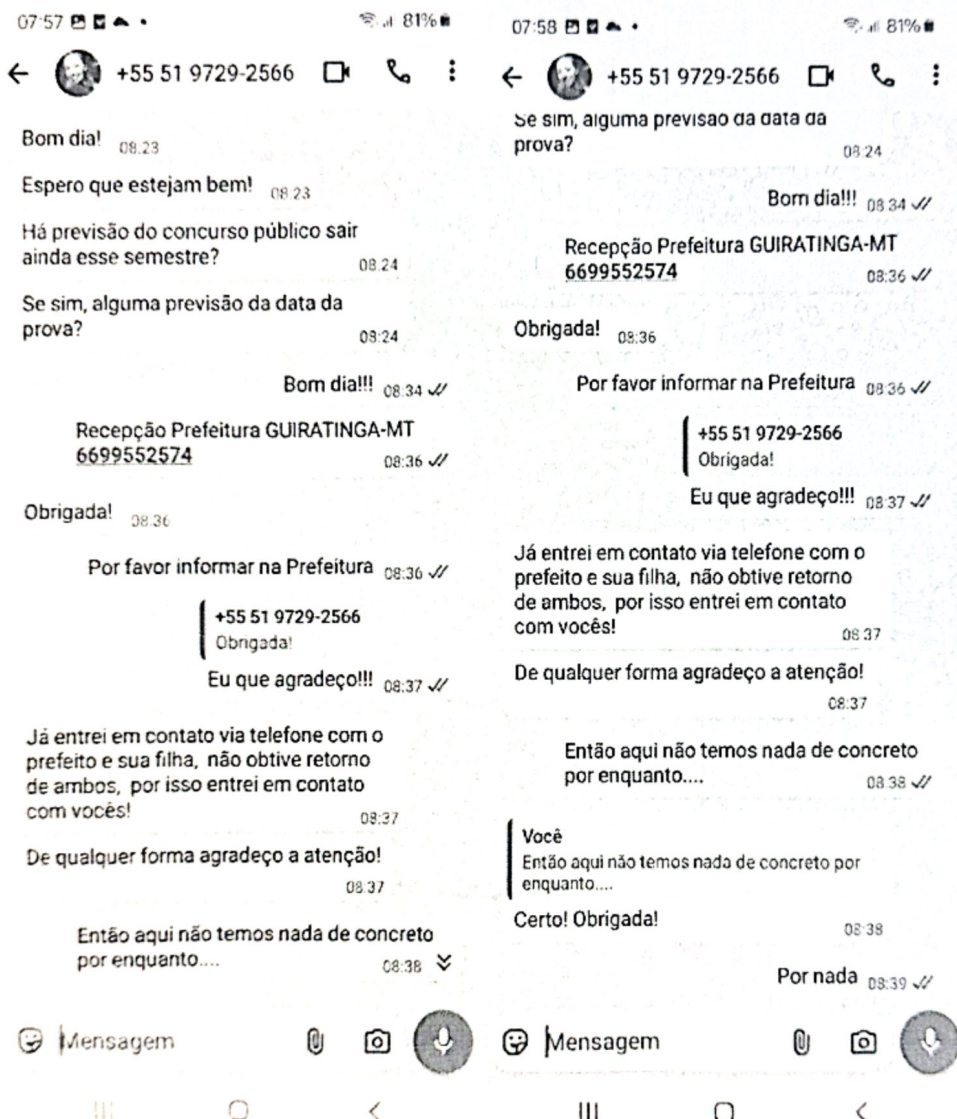 07:57
81%
+55 51 9729-2566
Bom dia! 08:23
Espero que estejam bem! 08:23
Há previsão do concurso público sair
ainda esse semestre? 08:24
Se sim, alguma previsão da data da
prova? 08:24
Bom dia!!! 08:34
Recepção Prefeitura GUIRATINGA-MT
6699552574 08:36
Obrigada! 08:36
Por favor informar na Prefeitura 08:36
+55 51 9729-2566
Obrigada!
Eu que agradeço!!! 08:37
Já entrei em contato via telefone com o
prefeito e sua filha, não obtive retorno
de ambos, por isso entrei em contato
com vocês! 08:37
De qualquer forma agradeço a atenção!
08:37
Então aqui não temos nada de concreto
por enquanto.... 08:38
Mensagem
07:58
81%
+55 51 9729-2566
Se sim, alguma previsão da data da
prova? 08:24
Bom dia!!! 08:34
Recepção Prefeitura GUIRATINGA-MT
6699552574 08:36
Obrigada! 08:36
Por favor informar na Prefeitura 08:36
+55 51 9729-2566
Obrigada!
Eu que agradeço!!! 08:37
Já entrei em contato via telefone com o
prefeito e sua filha, não obtive retorno
de ambos, por isso entrei em contato
com vocês! 08:37
De qualquer forma agradeço a atenção!
08:37
Então aqui não temos nada de concreto
por enquanto.... 08:38
Você
Então aqui não temos nada de concreto por
enquanto....
Certo! Obrigada! 08:38
Por nada 08:39
Mensagem